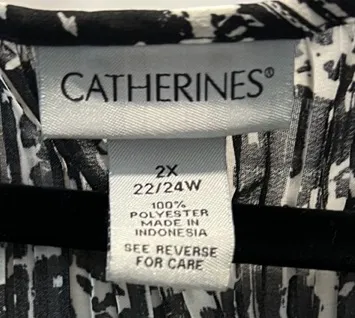 CATHERINES®
2X
22/24W
100%
POLYESTER
MADE IN
INDONESIA
SEE REVERSE
FOR CARE